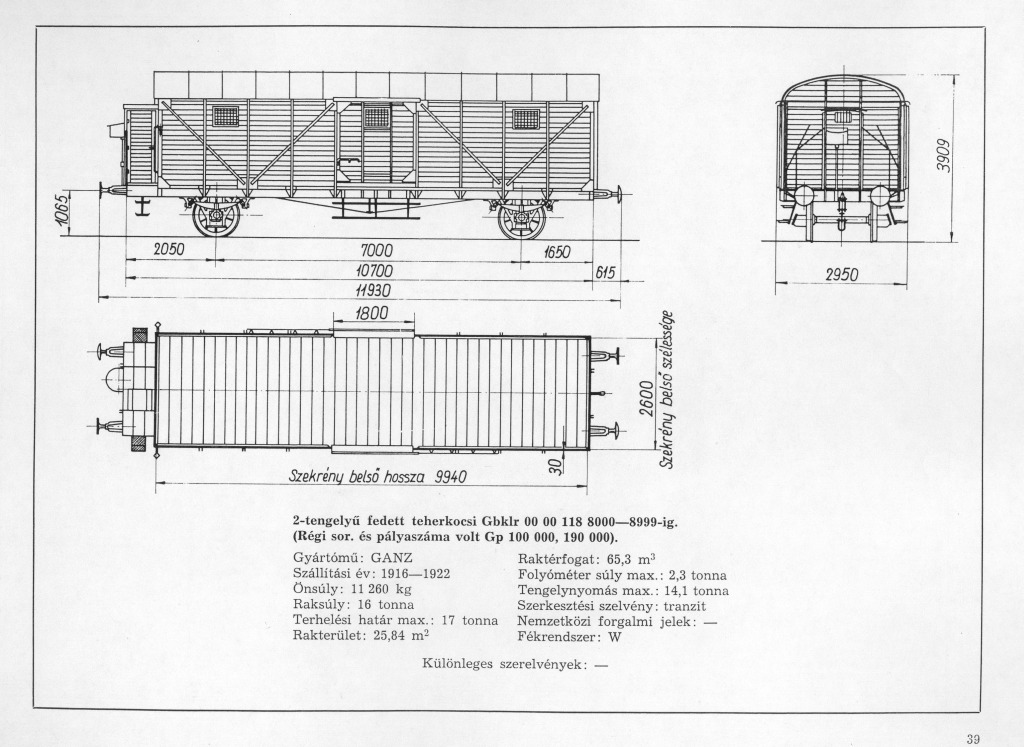 1065
2050
7000
1650
10700
615
11930
3909
2950
1800
2600
Szekrény belső szélessége
30
Szekrény belső hossza 9940
2-tengelyű fedett teherkocsi Gbklr 00 00 118 8000—8999-ig.
(Régi sor. és pályaszáma volt Gp 100 000, 190 000).
Gyártómű: GANZ
Szállítási év: 1916—1922
Önsúly: 11 260 kg
Raksúly: 16 tonna
Terhelési határ max.: 17 tonna
Rakterület: 25,84 m²
Raktérfogat: 65,3 m³
Folyóméter súly max.: 2,3 tonna
Tengelynyomás max.: 14,1 tonna
Szerkesztési szelvény: tranzit
Nemzetközi forgalmi jelek: —
Fékrendszer: W
Különleges szerelvények: —
39